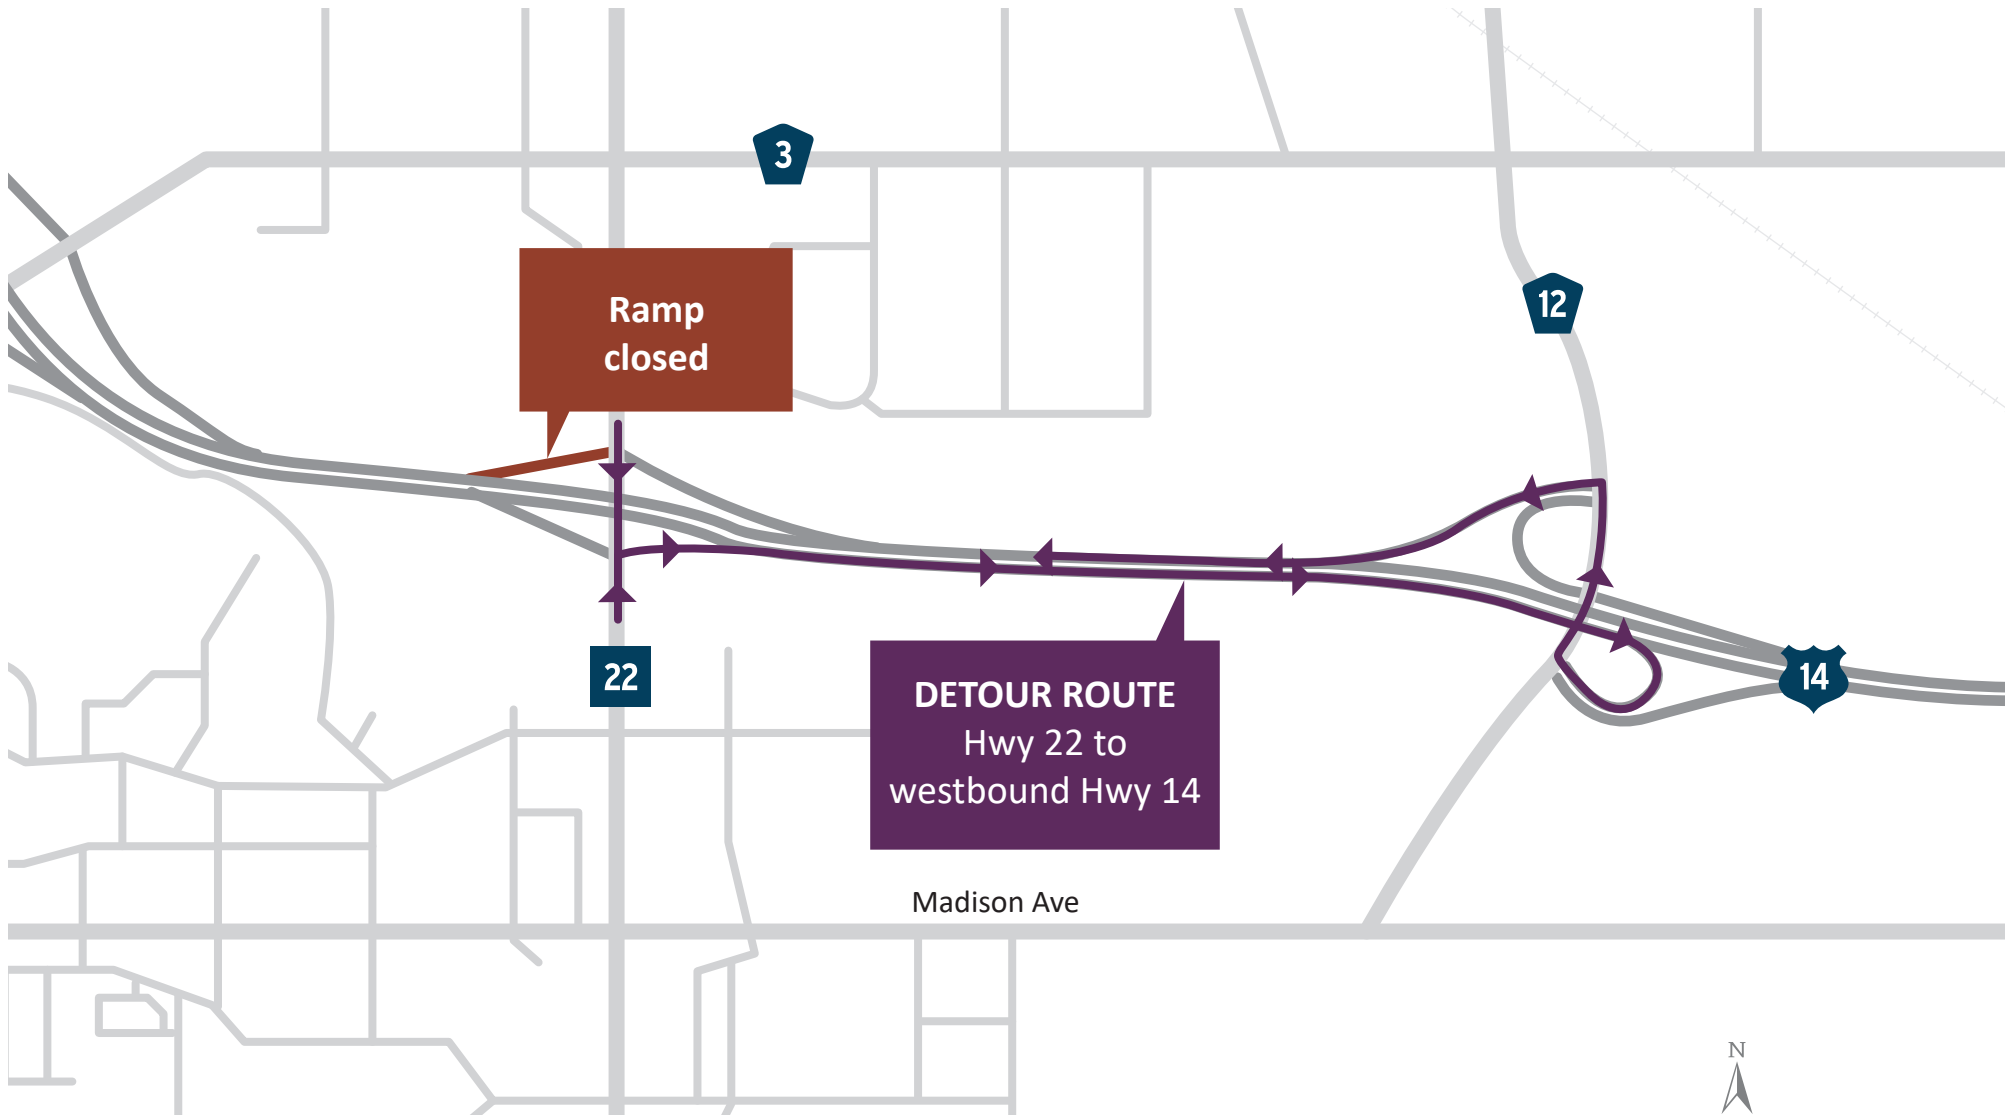 3
12
Ramp
closed
22
14
DETOUR ROUTE
Hwy 22 to
westbound Hwy 14
Madison Ave
N